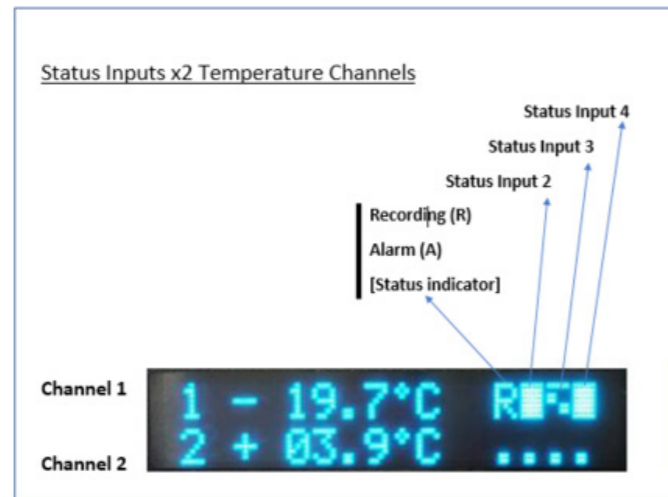 Status Inputs x2 Temperature Channels
Status Input 4
Status Input 3
Status Input 2
Recording (R)
Alarm (A)
[Status indicator]
Channel 1
1 - 19.7°C R
Channel 2
2 + 03.9°C ....